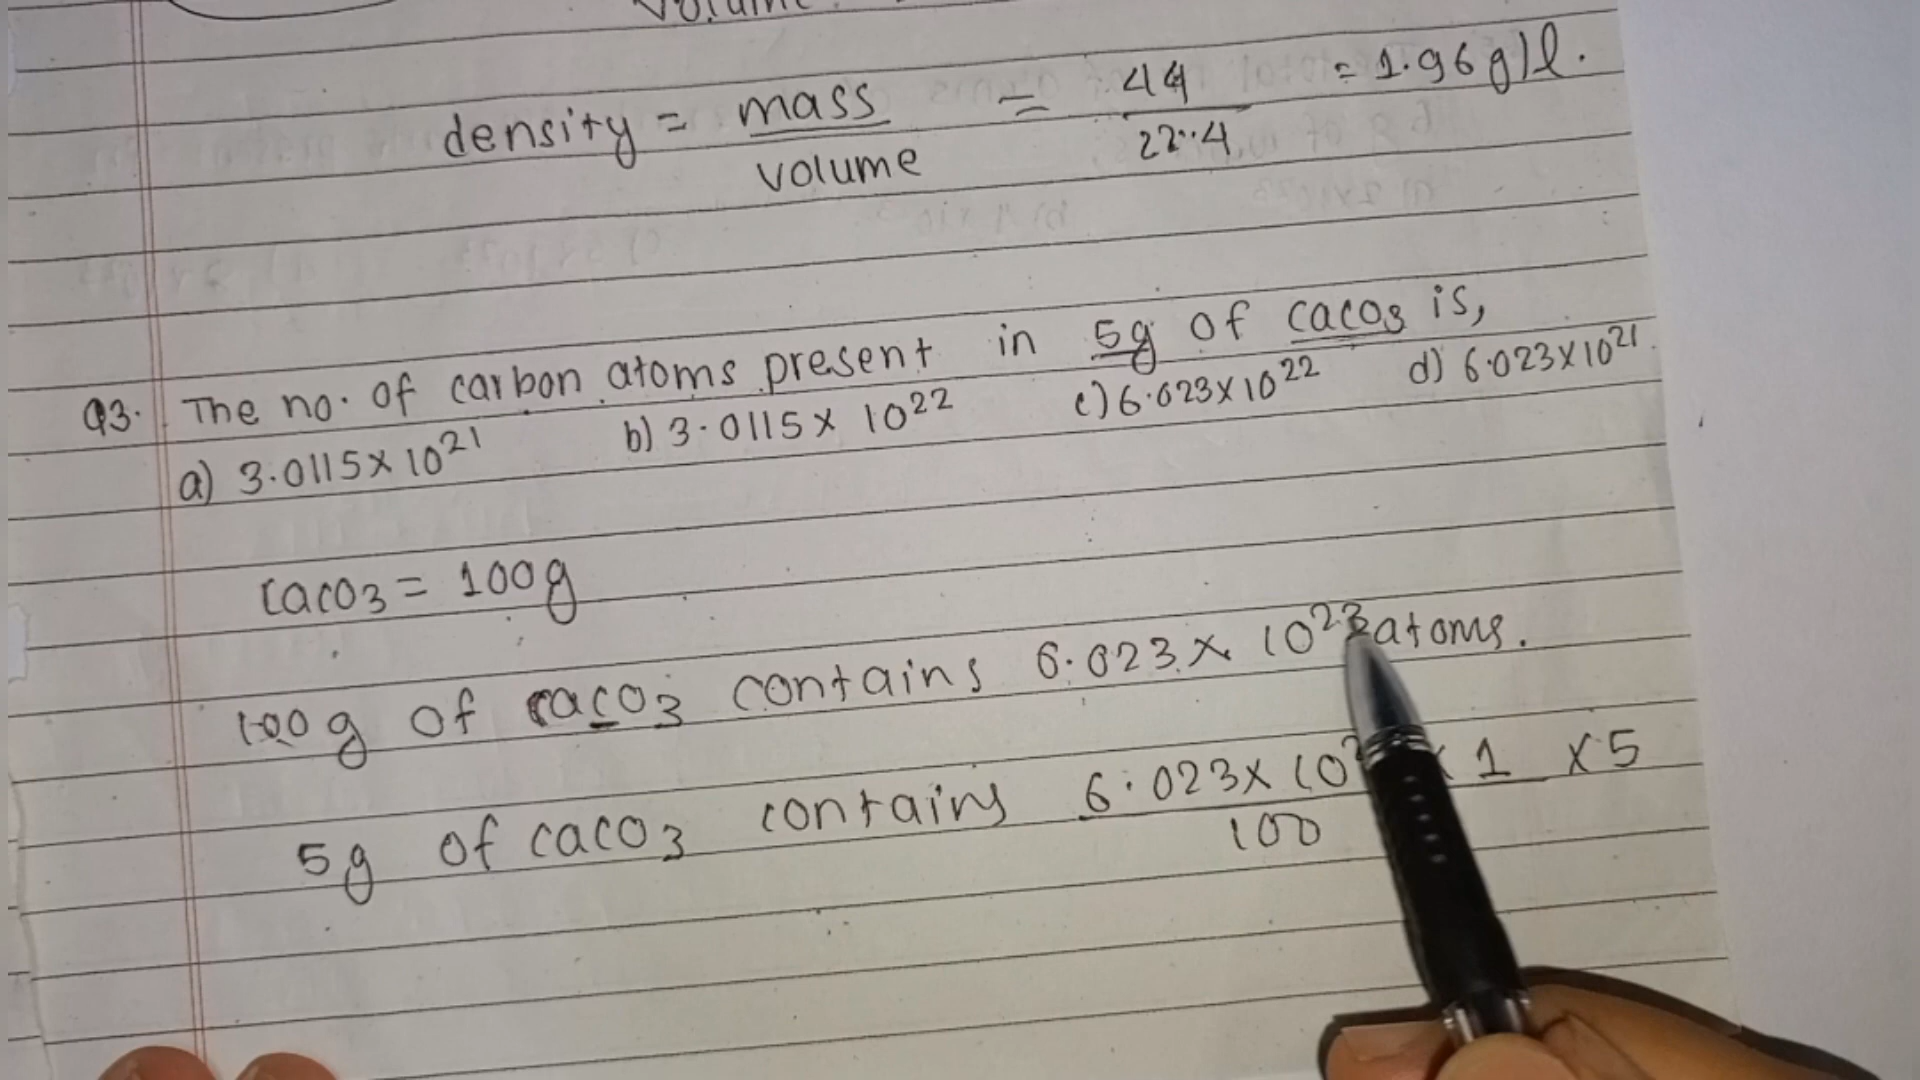 volume
density = mass / volume = 44 / 22.4 = 1.96 g/l.
Q3. The no. of carbon atoms present in 5g of caco3 is,
a) 3.0115 x 10^21 b) 3.0115 x 10^22 c) 6.023 x 10^22 d) 6.023 x 10^21
caco3 = 100g
100g of caco3 contains 6.023 x 10^23 atoms.
5g of caco3 contains 6.023 x 10 x 1 x 5 / 100